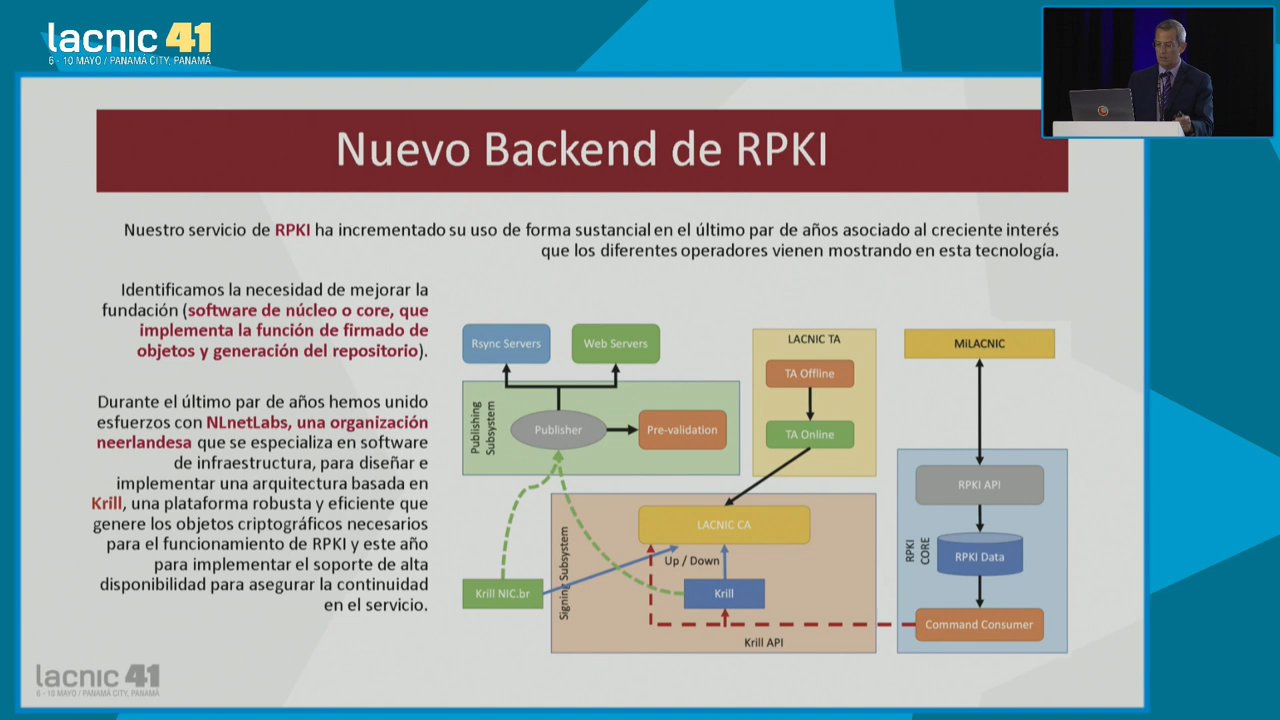 lacnic 41
6 - 10 MAYO / PANAMÁ CITY, PANAMÁ
Nuevo Backend de RPKI
Nuestro servicio de RPKI ha incrementado su uso de forma sustancial en el último par de años asociado al creciente interés
que los diferentes operadores vienen mostrando en esta tecnología.
Identificamos la necesidad de mejorar la
fundación (software de núcleo o core, que
implementa la función de firmado de
objetos y generación del repositorio).
Durante el último par de años hemos unido
esfuerzos con NLnetLabs, una organización
neerlandesa que se especializa en software
de infraestructura, para diseñar e
implementar una arquitectura basada en
Krill, una plataforma robusta y eficiente que
genere los objetos criptográficos necesarios
para el funcionamiento de RPKI y este año
para implementar el soporte de alta
disponibilidad para asegurar la continuidad
en el servicio.
Rsync Servers
Web Servers
Publishing
Subsystem
Publisher
Pre-validation
LACNIC TA
TA Offline
TA Online
MiLACNIC
RPKI API
RPKI
CORE
RPKI Data
Command Consumer
Signing Subsystem
LACNIC CA
Up / Down
Krill NIC.br
Krill
Krill API
lacnic 41
6 - 10 MAYO / PANAMÁ CITY, PANAMÁ